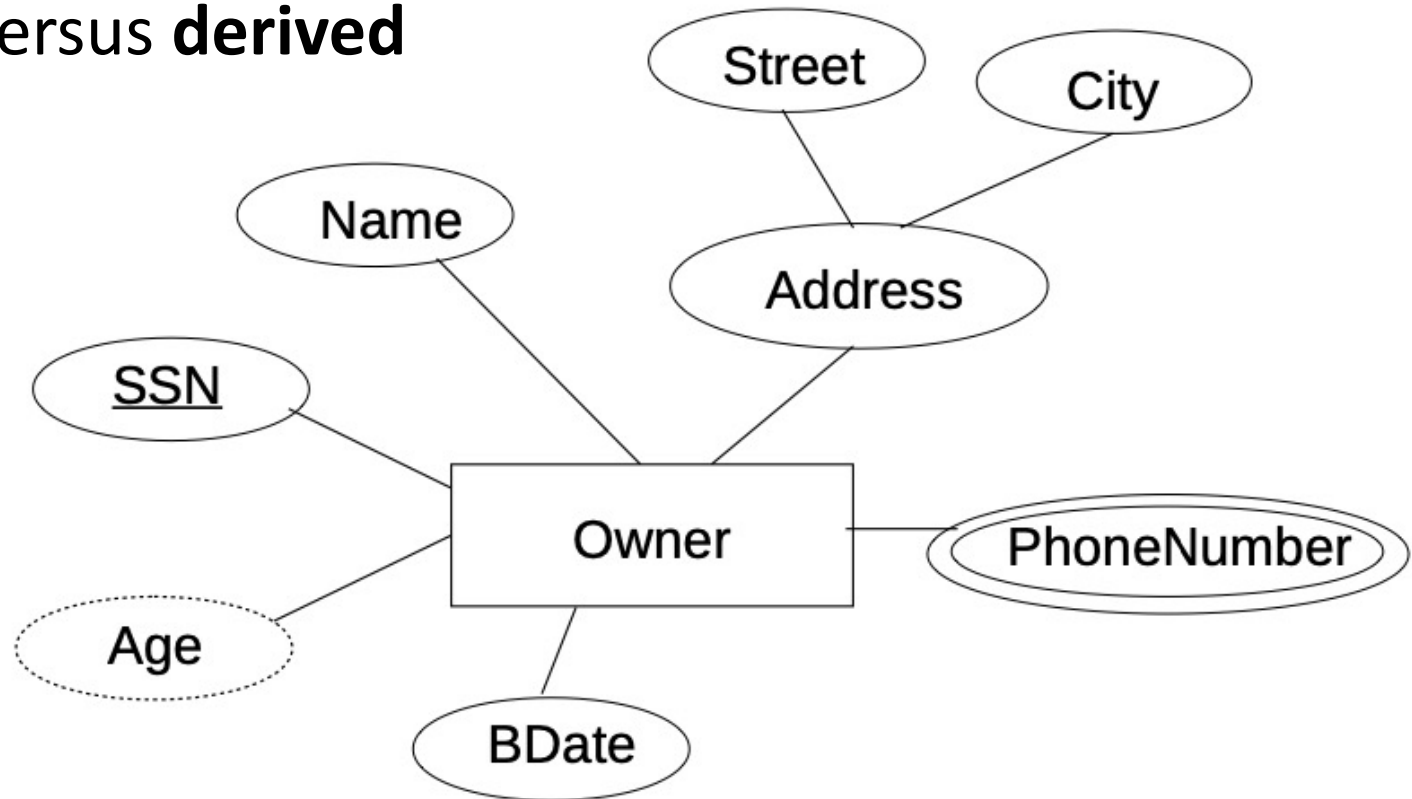 ersus derived
Street
City
Name
Address
SSN
Owner
PhoneNumber
Age
BDate